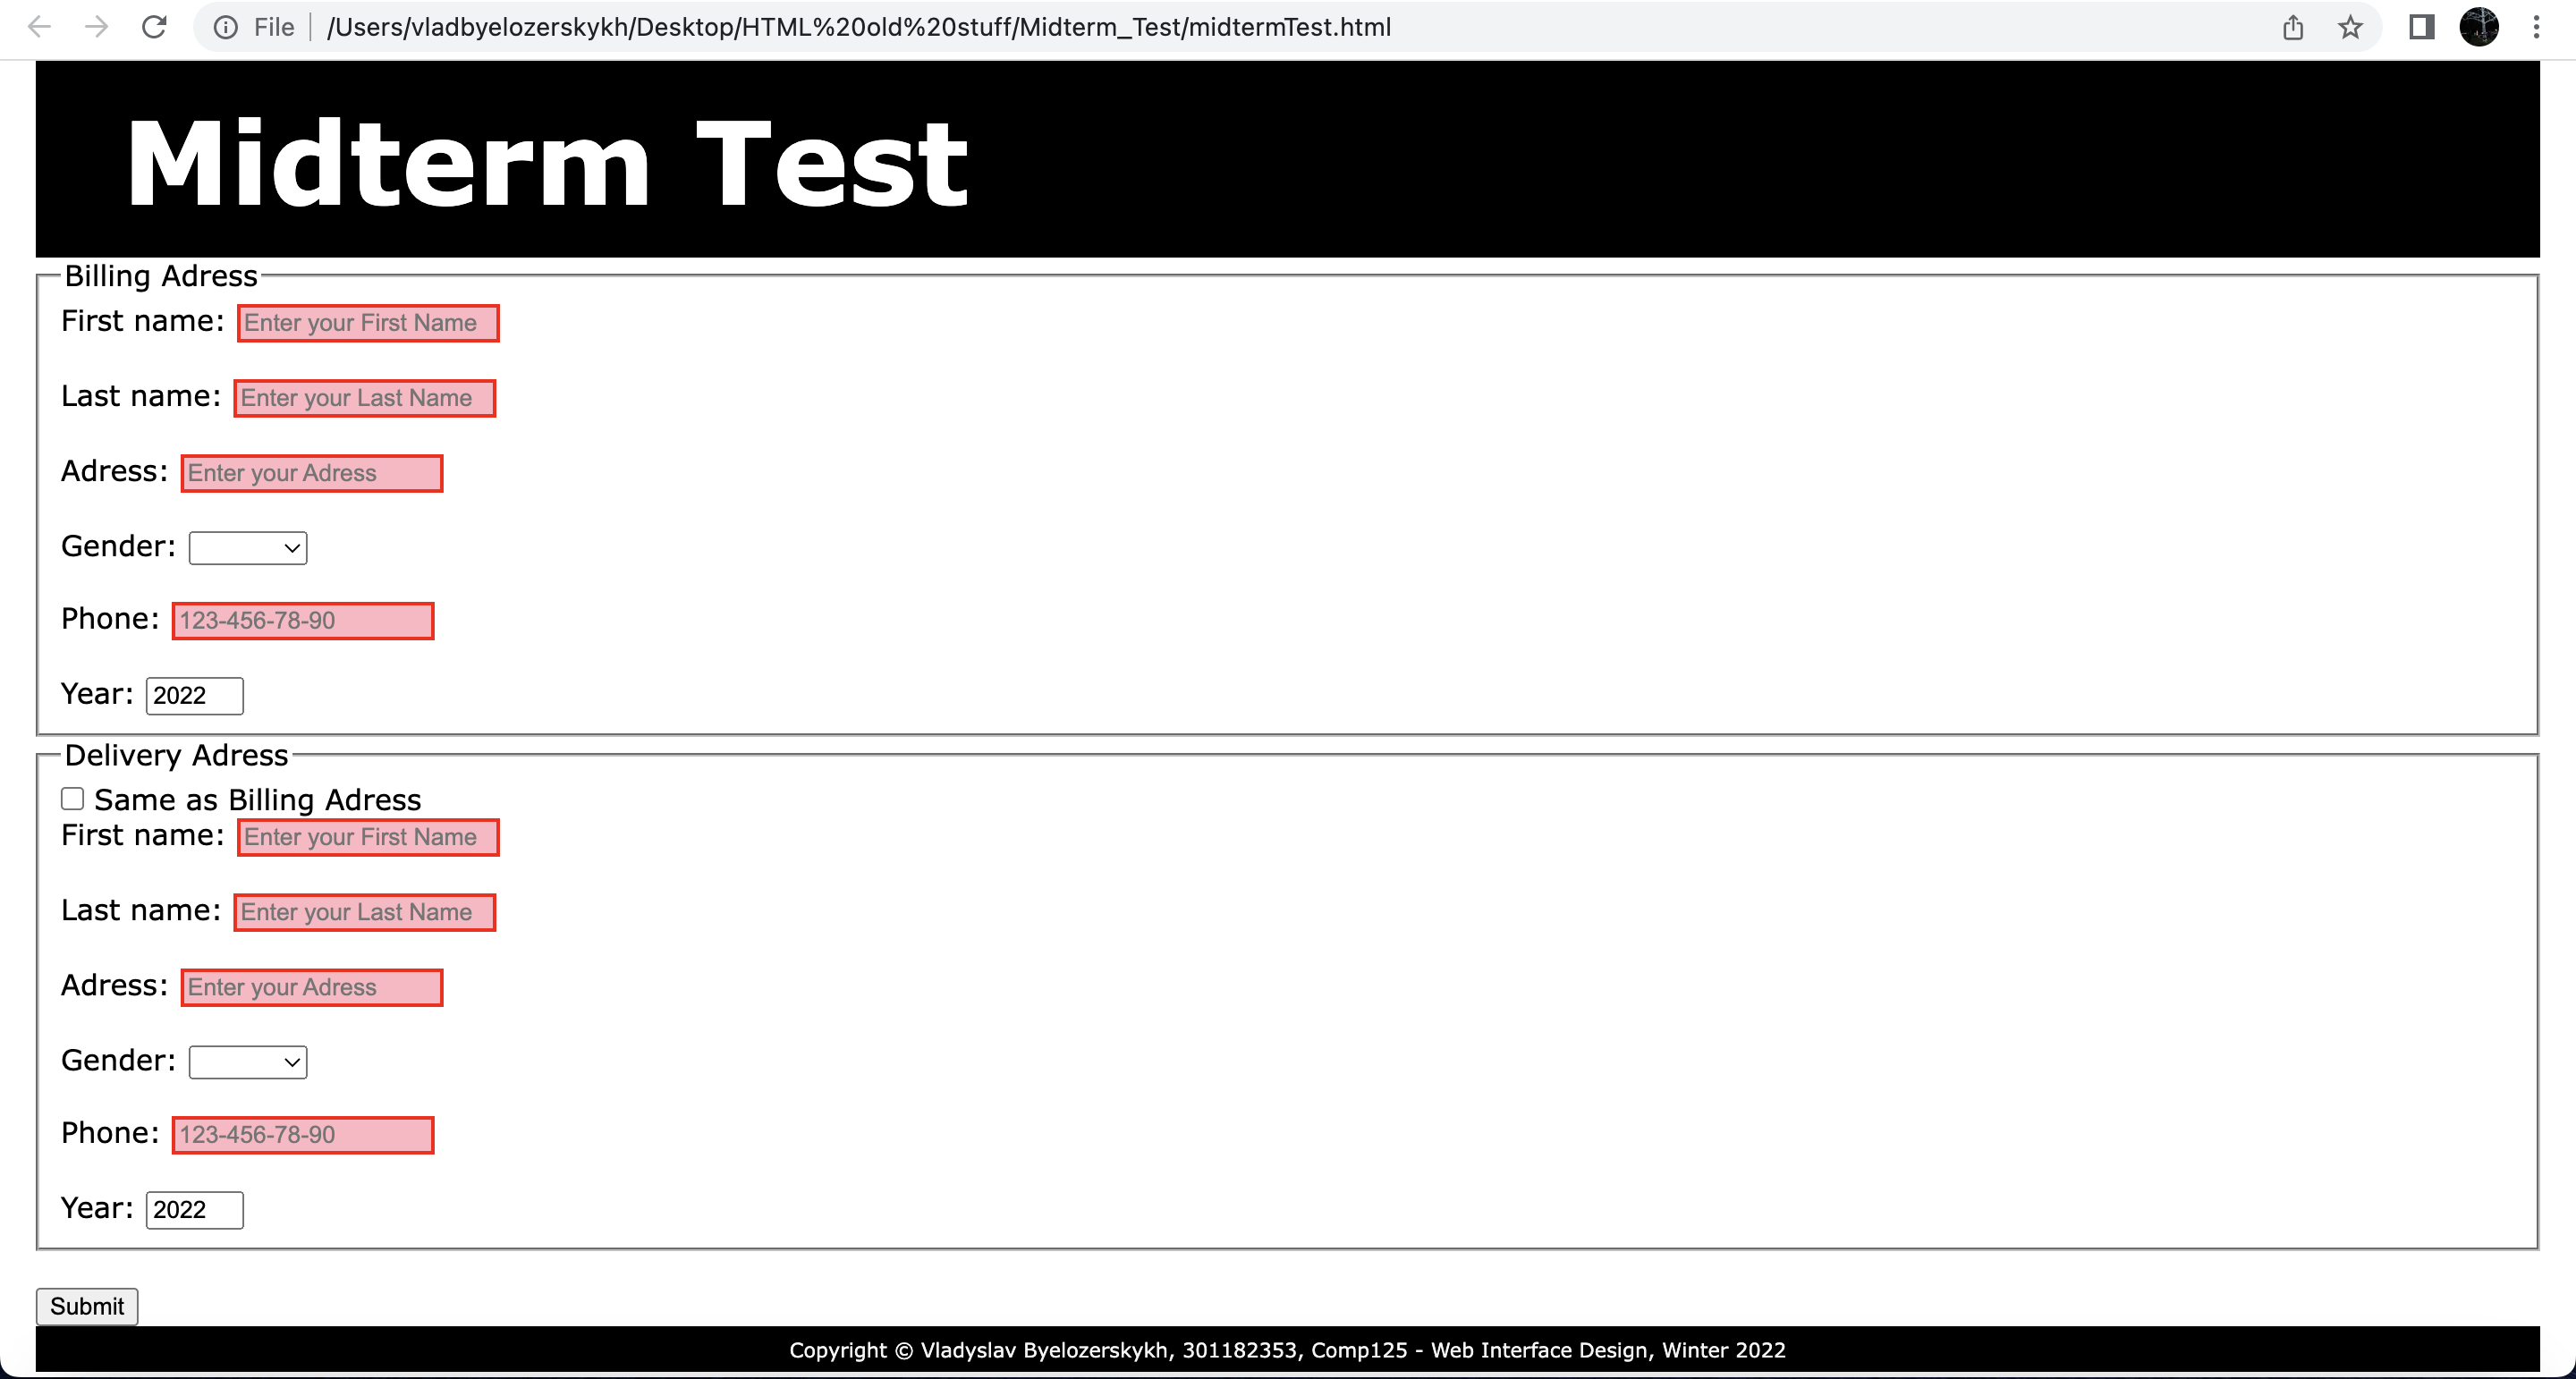 File /Users/vladbyelozerskykh/Desktop/HTML%20old%20stuff/Midterm_Test/midtermTest.html
Midterm Test
Billing Adress
First name: Enter your First Name
Last name: Enter your Last Name
Adress: Enter your Adress
Gender:
Phone: 123-456-78-90
Year: 2022
Delivery Adress
Same as Billing Adress
First name: Enter your First Name
Last name: Enter your Last Name
Adress: Enter your Adress
Gender:
Phone: 123-456-78-90
Year: 2022
Submit
Copyright © Vladyslav Byelozerskykh, 301182353, Comp125 - Web Interface Design, Winter 2022